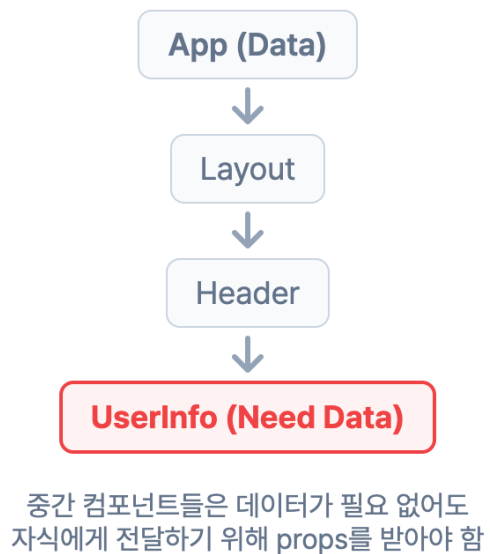 App (Data)
Layout
Header
UserInfo (Need Data)
중간 컴포넌트들은 데이터가 필요 없어도
자식에게 전달하기 위해 props를 받아야 함